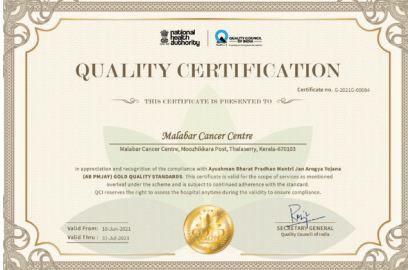 national
health
authority
QUALITY COUNCIL
OF INDIA
QUALITY CERTIFICATION
Certificate no. G-2021G-00084
THIS CERTIFICATE IS PRESENTED TO
Malabar Cancer Centre
Malabar Cancer Centre, Moozhikkara Post, Thalassery, Kerala-670103
In appreciation and recognition of the compliance with Ayushman Bharat Pradhan Mantri Jan Arogya Yojana
(AB PMJAY) GOLD QUALITY STANDARDS. This certificate is valid for the scope of services as mentioned
overleaf under the scheme and is subject to continued adherence with the standard.
QCI reserves the right to assess the hospital anytime during the validity to ensure compliance.
Valid From: 10-Jun-2021
Valid Thru : 31-Jul-2023
GOLD
SECRETARY GENERAL
Quality Council of India